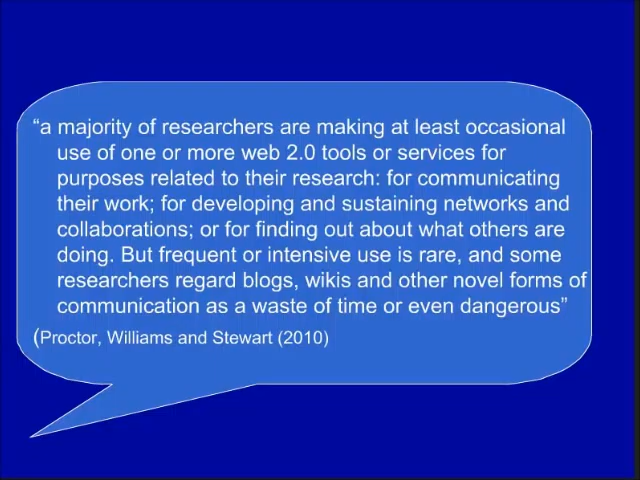 “a majority of researchers are making at least occasional
use of one or more web 2.0 tools or services for
purposes related to their research: for communicating
their work; for developing and sustaining networks and
collaborations; or for finding out about what others are
doing. But frequent or intensive use is rare, and some
researchers regard blogs, wikis and other novel forms of
communication as a waste of time or even dangerous”
(Proctor, Williams and Stewart (2010)